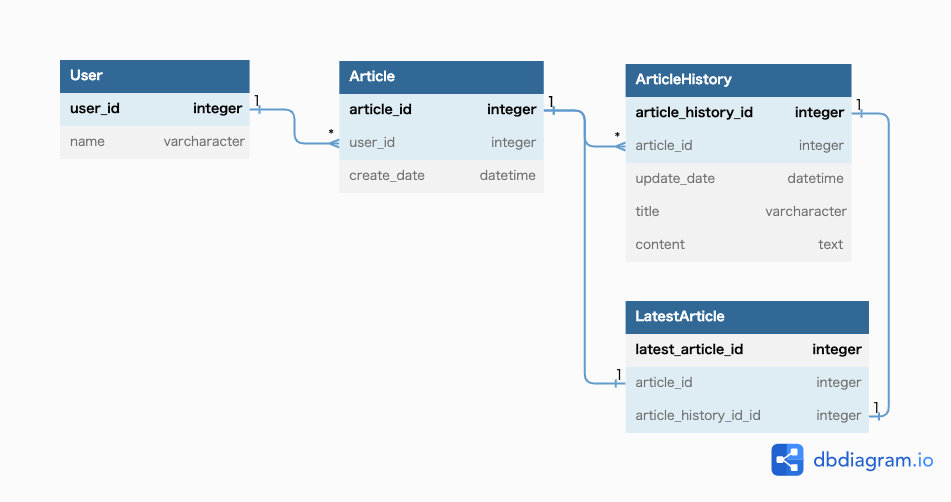 User
user_id integer
name varcharacter
1
*
Article
article_id integer
user_id integer
create_date datetime
1
*
1
ArticleHistory
article_history_id integer
article_id integer
update_date datetime
title varcharacter
content text
1
LatestArticle
latest_article_id integer
article_id integer
article_history_id_id integer
1
dbdiagram.io